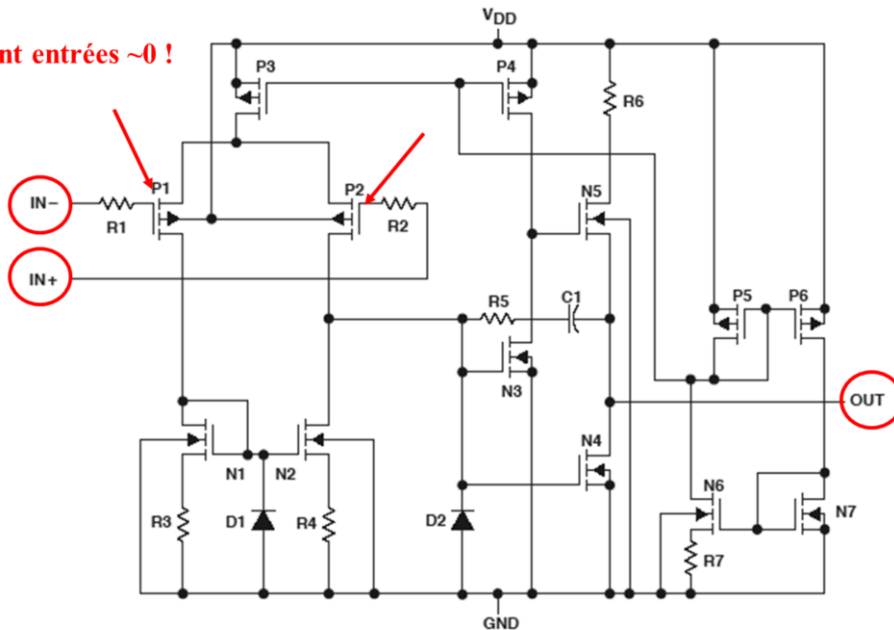 VDD
nt entrées ~0 !
P3
P4
R6
P1
P2
N5
IN−
R1
R2
IN+
R5
C1
P5
P6
N3
OUT
N4
N1
N2
N6
N7
R3
D1
R4
D2
R7
GND